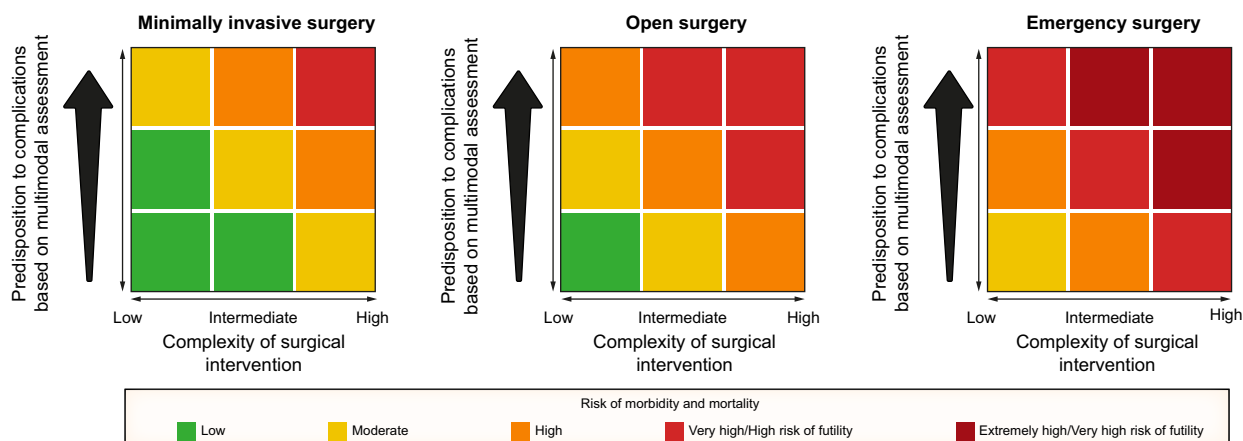 Minimally invasive surgery
Predisposition to complications
based on multimodal assessment
Low
Intermediate
High
Complexity of surgical
intervention
Open surgery
Predisposition to complications
based on multimodal assessment
Low
Intermediate
High
Complexity of surgical
intervention
Emergency surgery
Predisposition to complications
based on multimodal assessment
Low
Intermediate
High
Complexity of surgical
intervention
Risk of morbidity and mortality
Low
Moderate
High
Very high/High risk of futility
Extremely high/Very high risk of futility